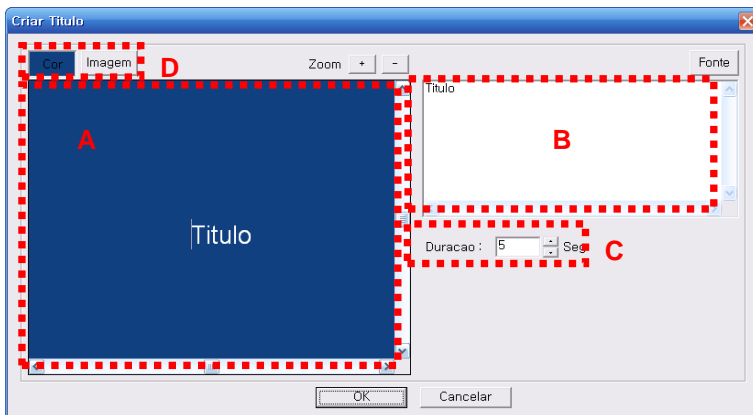 Criar Titulo
Cor Imagem D Zoom + - Fonte
Titulo
A B
Titulo
Duracao : 5 Seg C
OK Cancelar